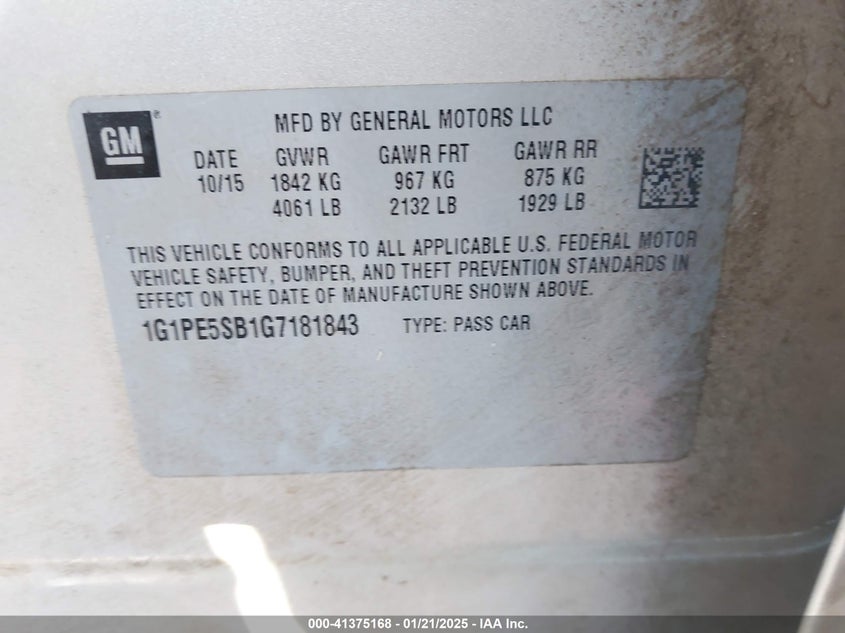 GM®
MFD BY GENERAL MOTORS LLC
DATE GVWR GAWR FRT GAWR RR
10/15 1842 KG 967 KG 875 KG
4061 LB 2132 LB 1929 LB
THIS VEHICLE CONFORMS TO ALL APPLICABLE U.S. FEDERAL MOTOR
VEHICLE SAFETY, BUMPER, AND THEFT PREVENTION STANDARDS IN
EFFECT ON THE DATE OF MANUFACTURE SHOWN ABOVE.
1G1PE5SB1G7181843 TYPE: PASS CAR
000-41375168 - 01/21/2025 - IAA Inc.